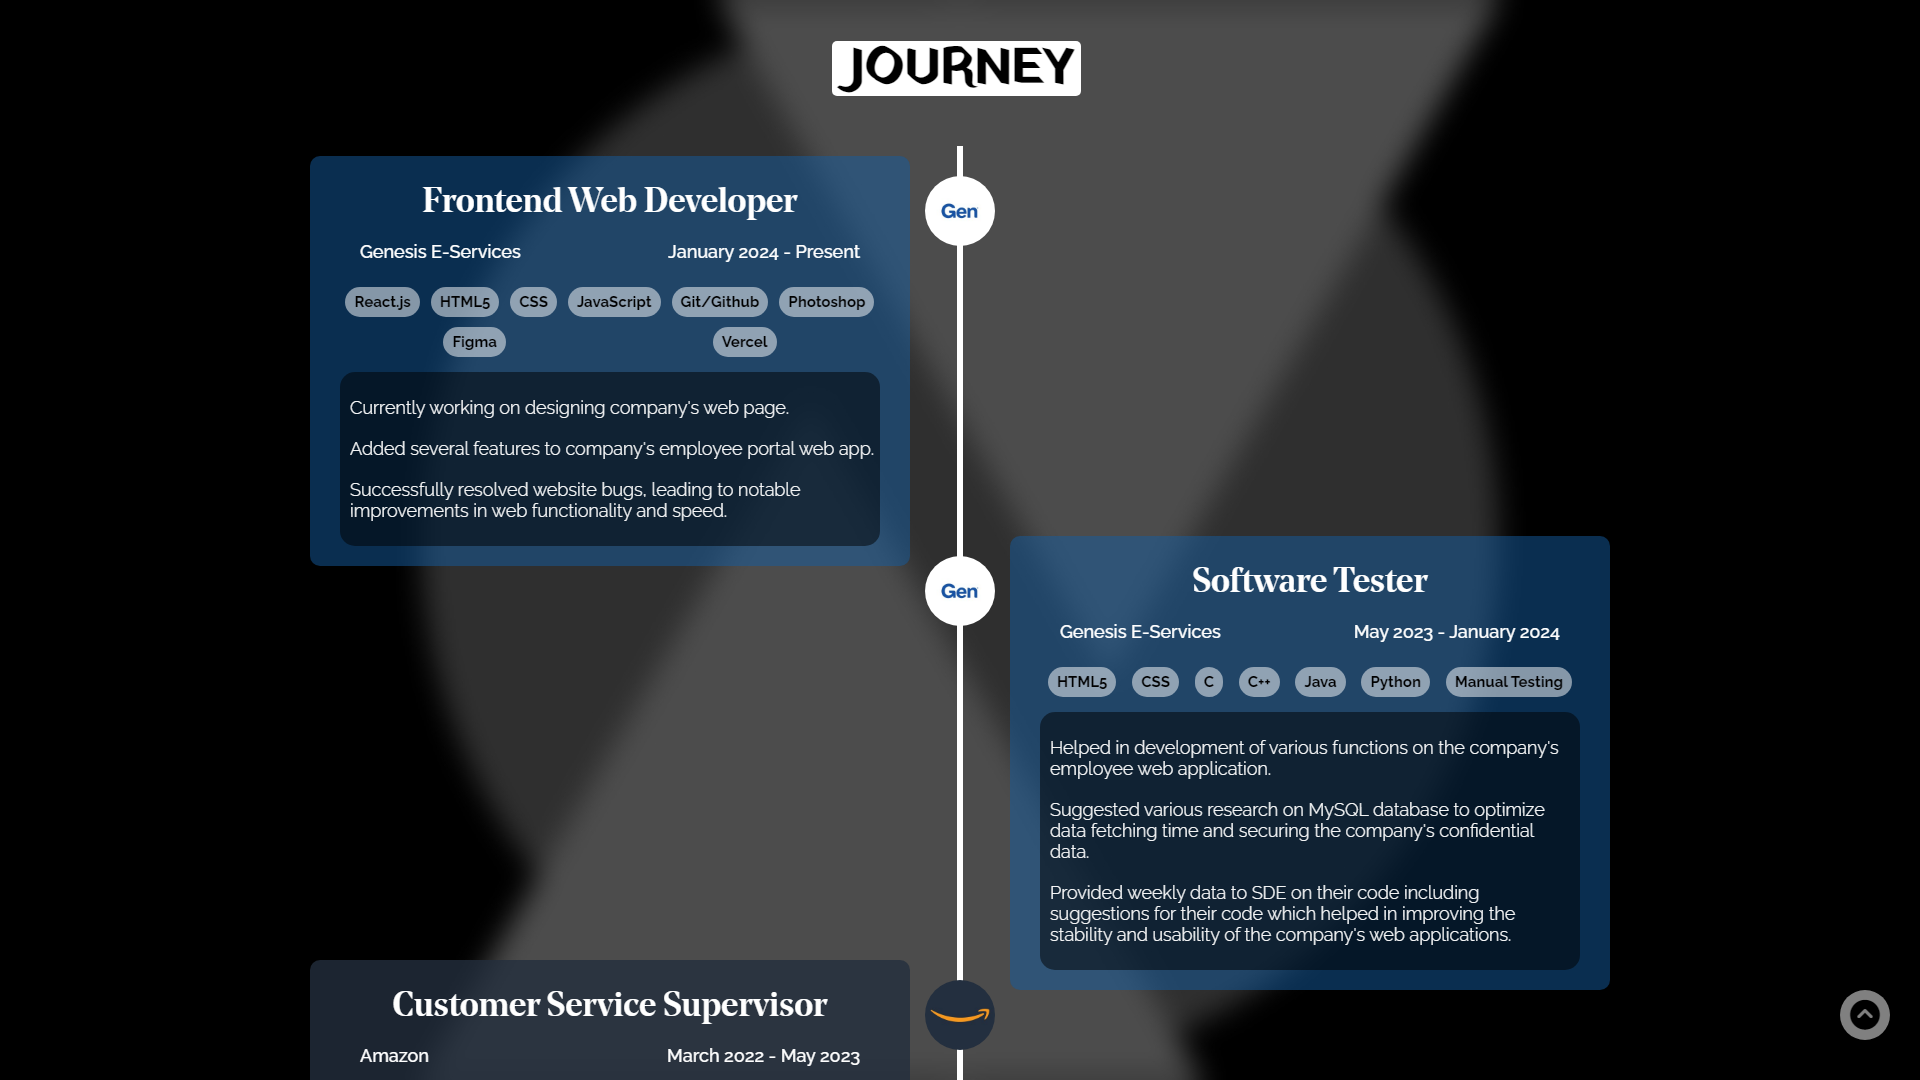 JOURNEY
Frontend Web Developer
Genesis E-Services January 2024 - Present
React.js HTML5 CSS JavaScript Git/Github Photoshop
Figma Vercel
Currently working on designing company's web page.
Added several features to company's employee portal web app.
Successfully resolved website bugs, leading to notable
improvements in web functionality and speed.
Gen
Gen
Software Tester
Genesis E-Services May 2023 - January 2024
HTML5 CSS C C++ Java Python Manual Testing
Helped in development of various functions on the company's
employee web application.
Suggested various research on MySQL database to optimize
data fetching time and securing the company's confidential
data.
Provided weekly data to SDE on their code including
suggestions for their code which helped in improving the
stability and usability of the company's web applications.
Customer Service Supervisor
Amazon March 2022 - May 2023